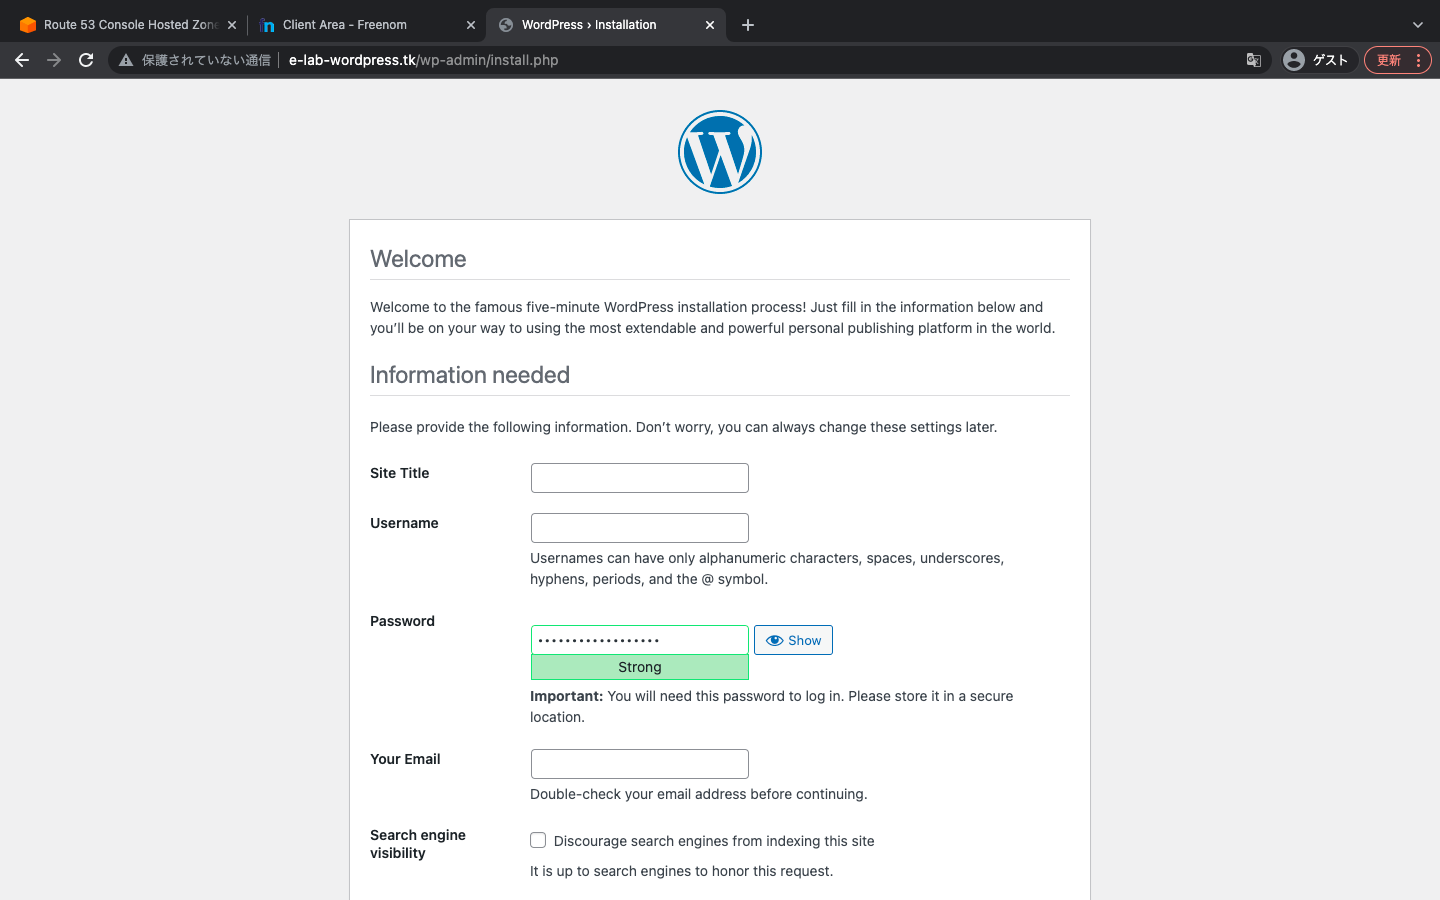 Route 53 Console Hosted Zone
Client Area - Freenom
WordPress › Installation
保護されていない通信
e-lab-wordpress.tk/wp-admin/install.php
ゲスト
更新
Welcome
Welcome to the famous five-minute WordPress installation process! Just fill in the information below and
you’ll be on your way to using the most extendable and powerful personal publishing platform in the world.
Information needed
Please provide the following information. Don’t worry, you can always change these settings later.
Site Title
Username
Usernames can have only alphanumeric characters, spaces, underscores,
hyphens, periods, and the @ symbol.
Password
••••••••••••••••••
Show
Strong
Important: You will need this password to log in. Please store it in a secure
location.
Your Email
Double-check your email address before continuing.
Search engine
visibility
Discourage search engines from indexing this site
It is up to search engines to honor this request.